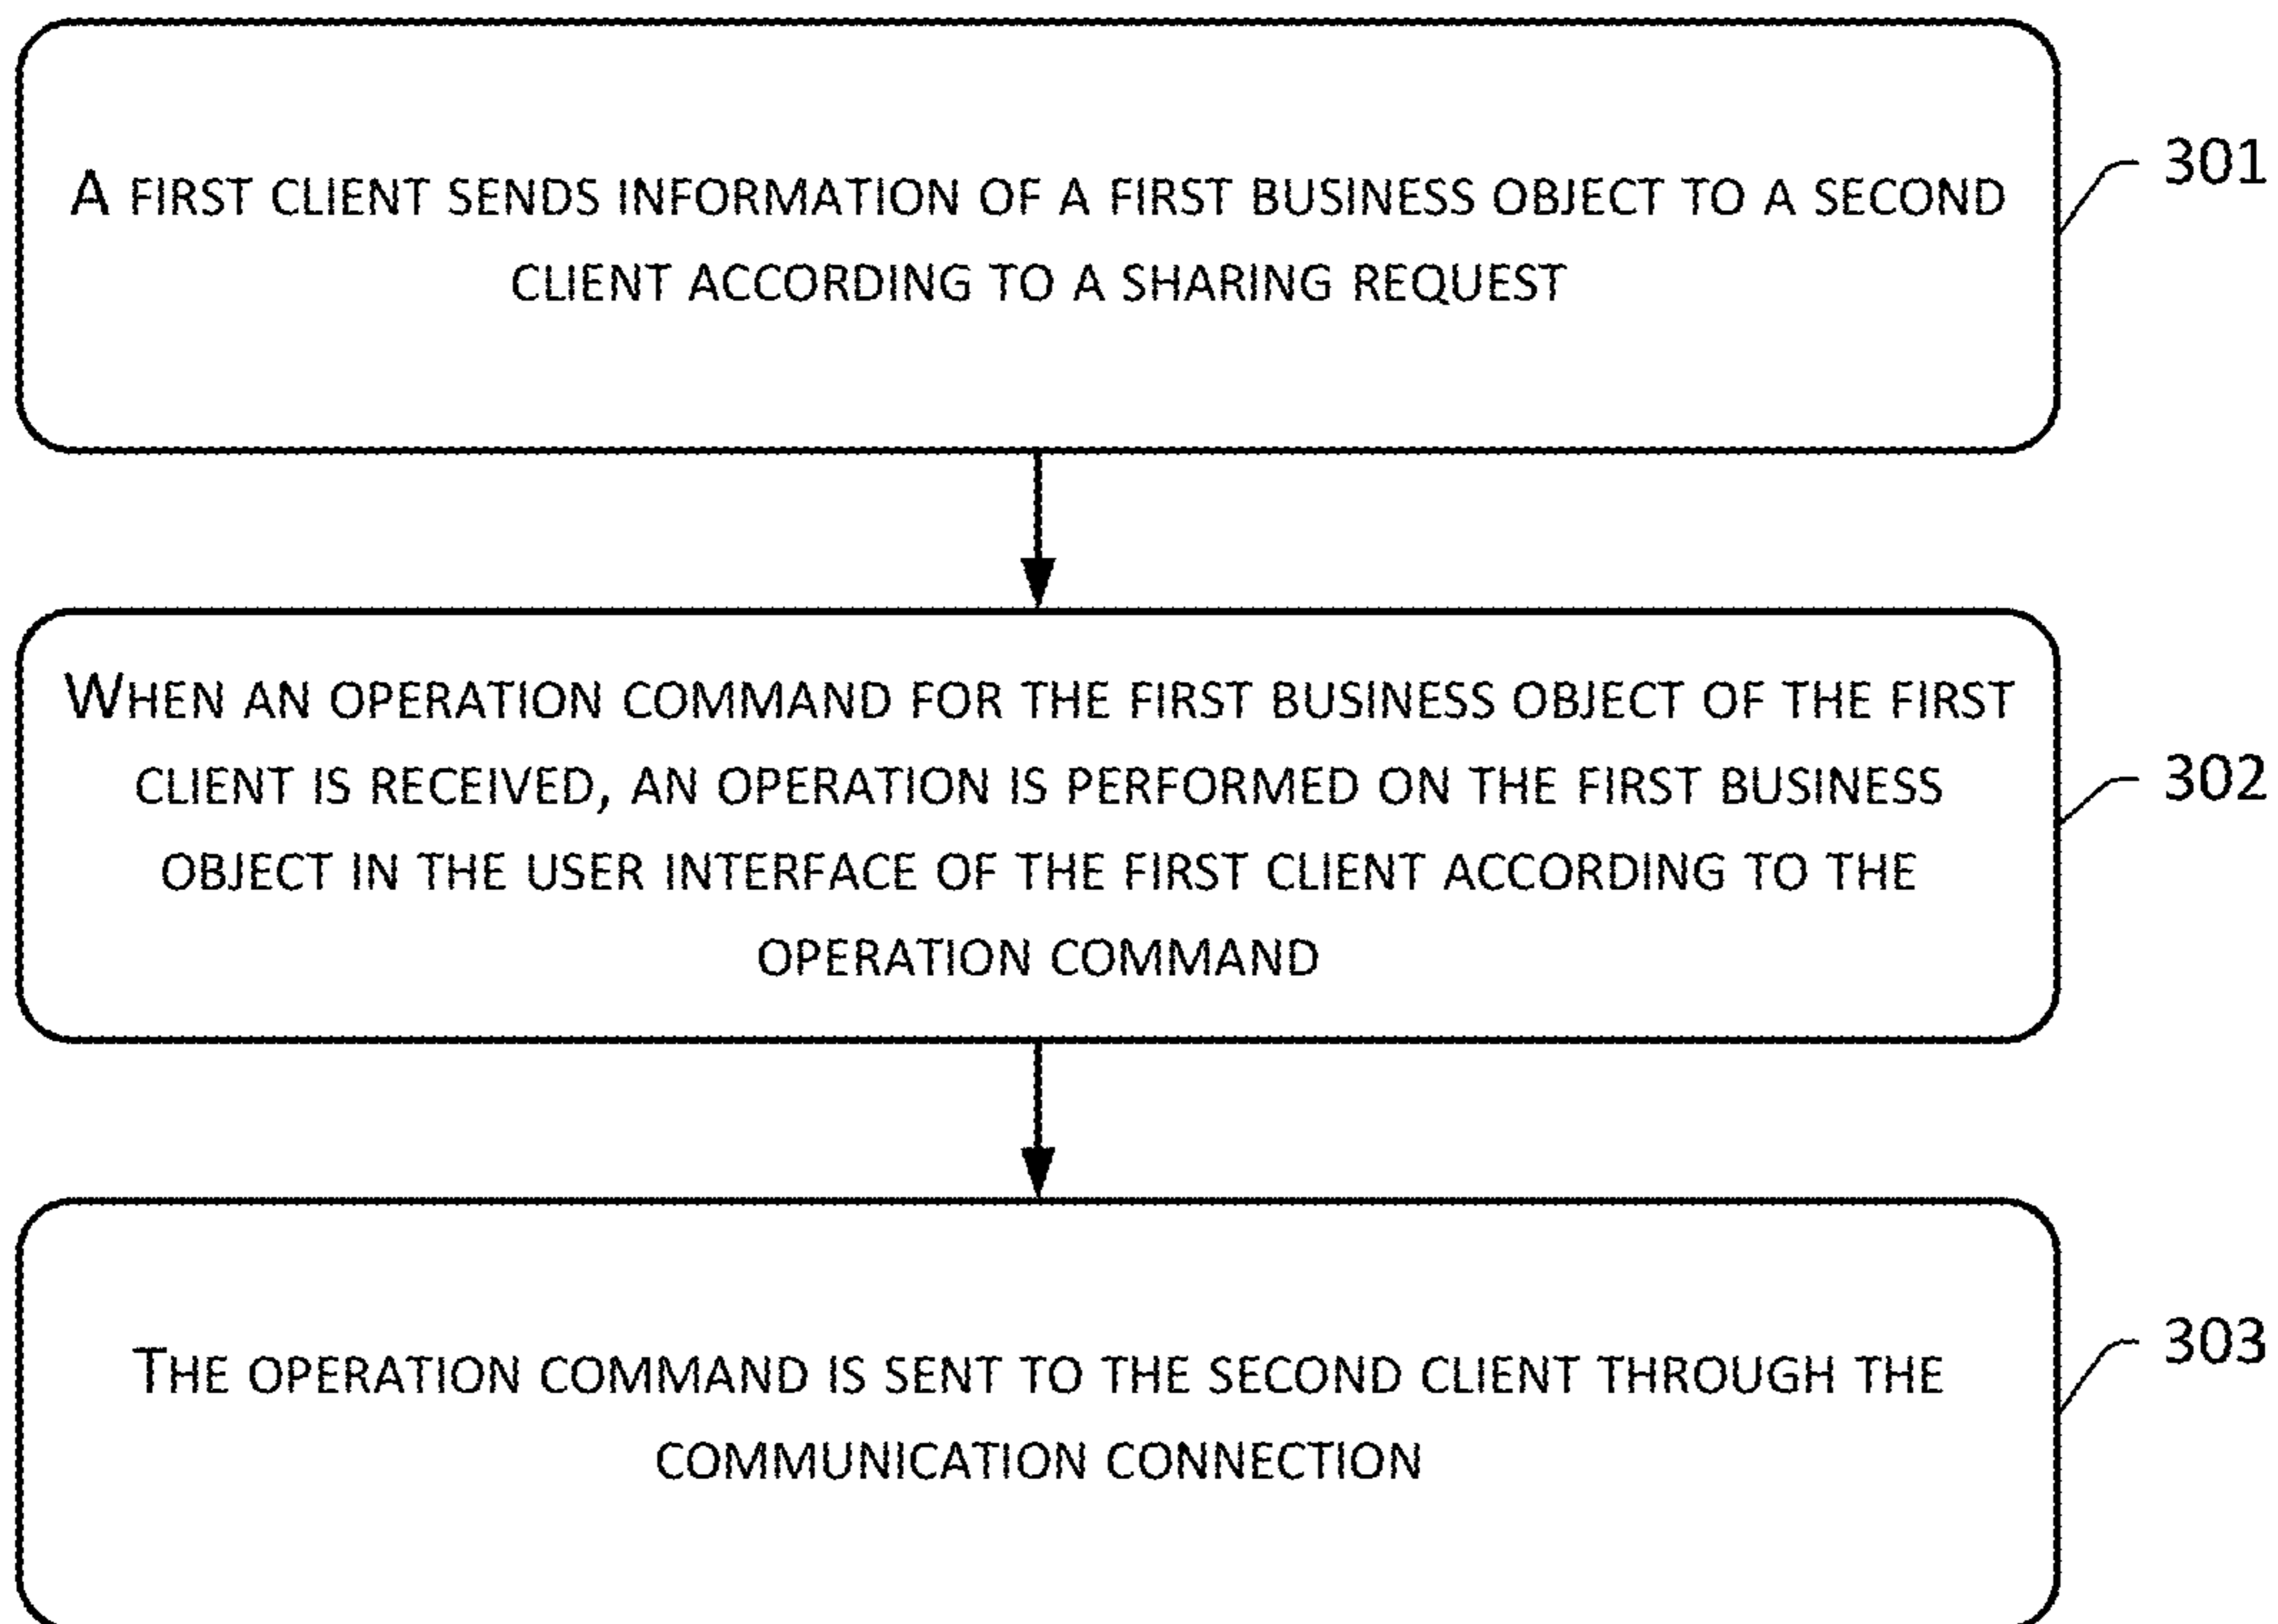 A FIRST CLIENT SENDS INFORMATION OF A FIRST BUSINESS OBJECT TO A SECOND
CLIENT ACCORDING TO A SHARING REQUEST
301
WHEN AN OPERATION COMMAND FOR THE FIRST BUSINESS OBJECT OF THE FIRST
CLIENT IS RECEIVED, AN OPERATION IS PERFORMED ON THE FIRST BUSINESS
OBJECT IN THE USER INTERFACE OF THE FIRST CLIENT ACCORDING TO THE
OPERATION COMMAND
302
THE OPERATION COMMAND IS SENT TO THE SECOND CLIENT THROUGH THE
COMMUNICATION CONNECTION
303